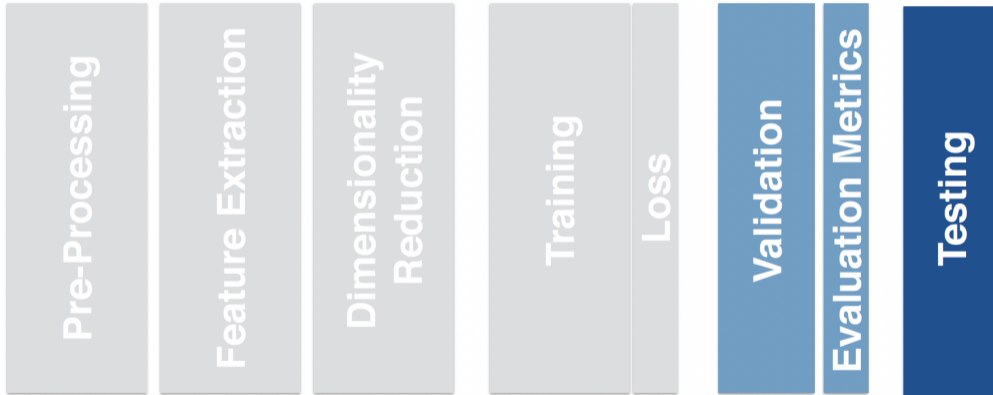 Pre-Processing
Feature Extraction
Dimensionality
Reduction
Training
Loss
Validation
Evaluation Metrics
Testing